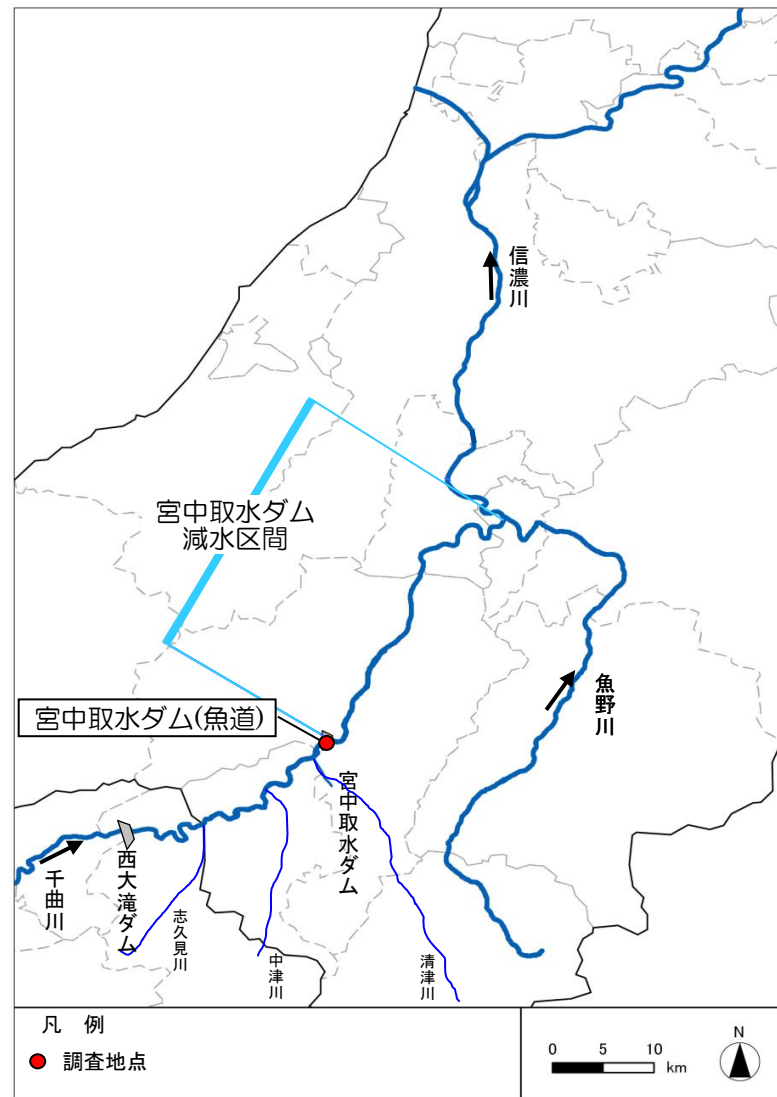 信濃川
宮中取水ダム
減水区間
魚野川
宮中取水ダム(魚道)
宮中取水ダム
千曲川
西大滝ダム
志久見川
中津川
清津川
凡 例
調査地点
0 5 10
km
N